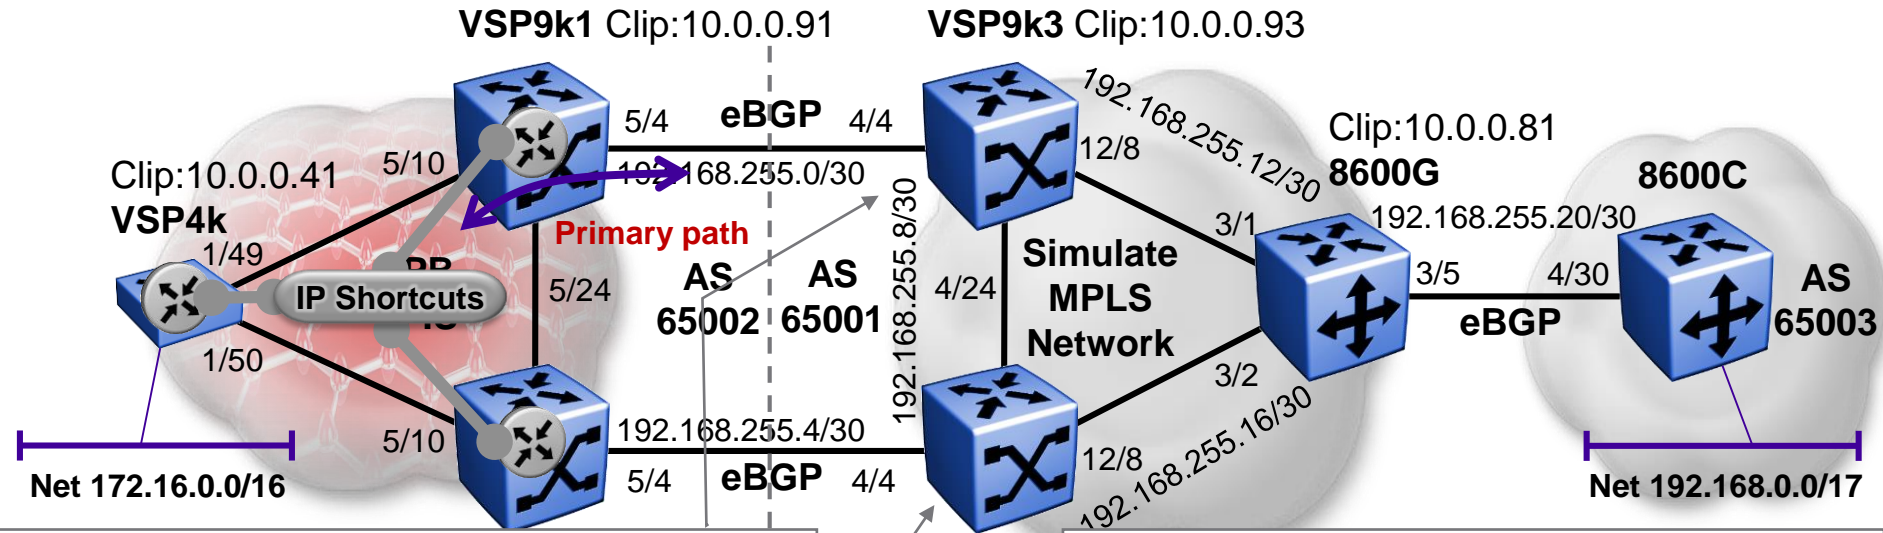 VSP9k1 Clip:10.0.0.91
VSP9k3 Clip:10.0.0.93
5/4
eBGP
4/4
192.168.255.0/30
5/10
Clip:10.0.0.41
VSP4k
1/49
Primary path
IP Shortcuts
5/24
AS
65002
AS
65001
192.168.255.8/30
4/24
12/8
192.168.255.12/30
Simulate
MPLS
Network
Clip:10.0.0.81
8600G
3/1
192.168.255.20/30
8600C
3/5
4/30
eBGP
AS
65003
1/50
5/10
192.168.255.4/30
5/4
eBGP
4/4
12/8
3/2
192.168.255.16/30
Net 172.16.0.0/16
Net 192.168.0.0/17